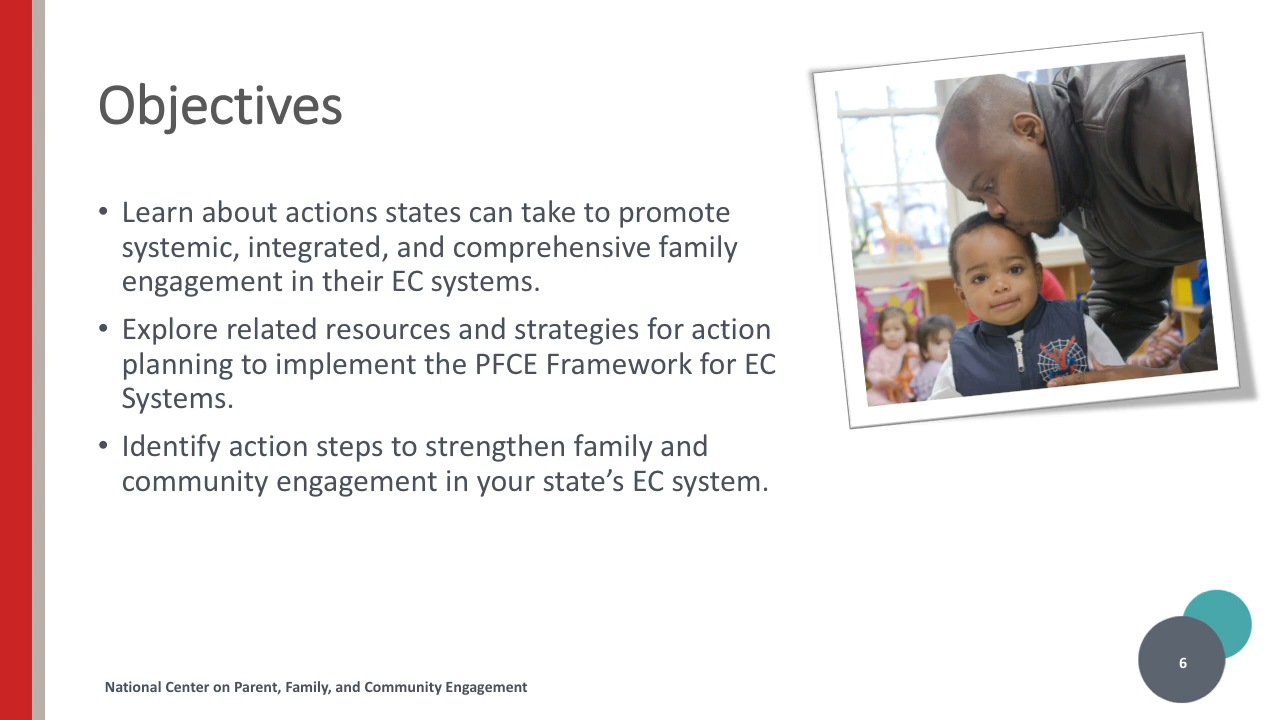 Objectives
• Learn about actions states can take to promote
systemic, integrated, and comprehensive family
engagement in their EC systems.
• Explore related resources and strategies for action
planning to implement the PFCE Framework for EC
Systems.
• Identify action steps to strengthen family and
community engagement in your state’s EC system.
National Center on Parent, Family, and Community Engagement
6